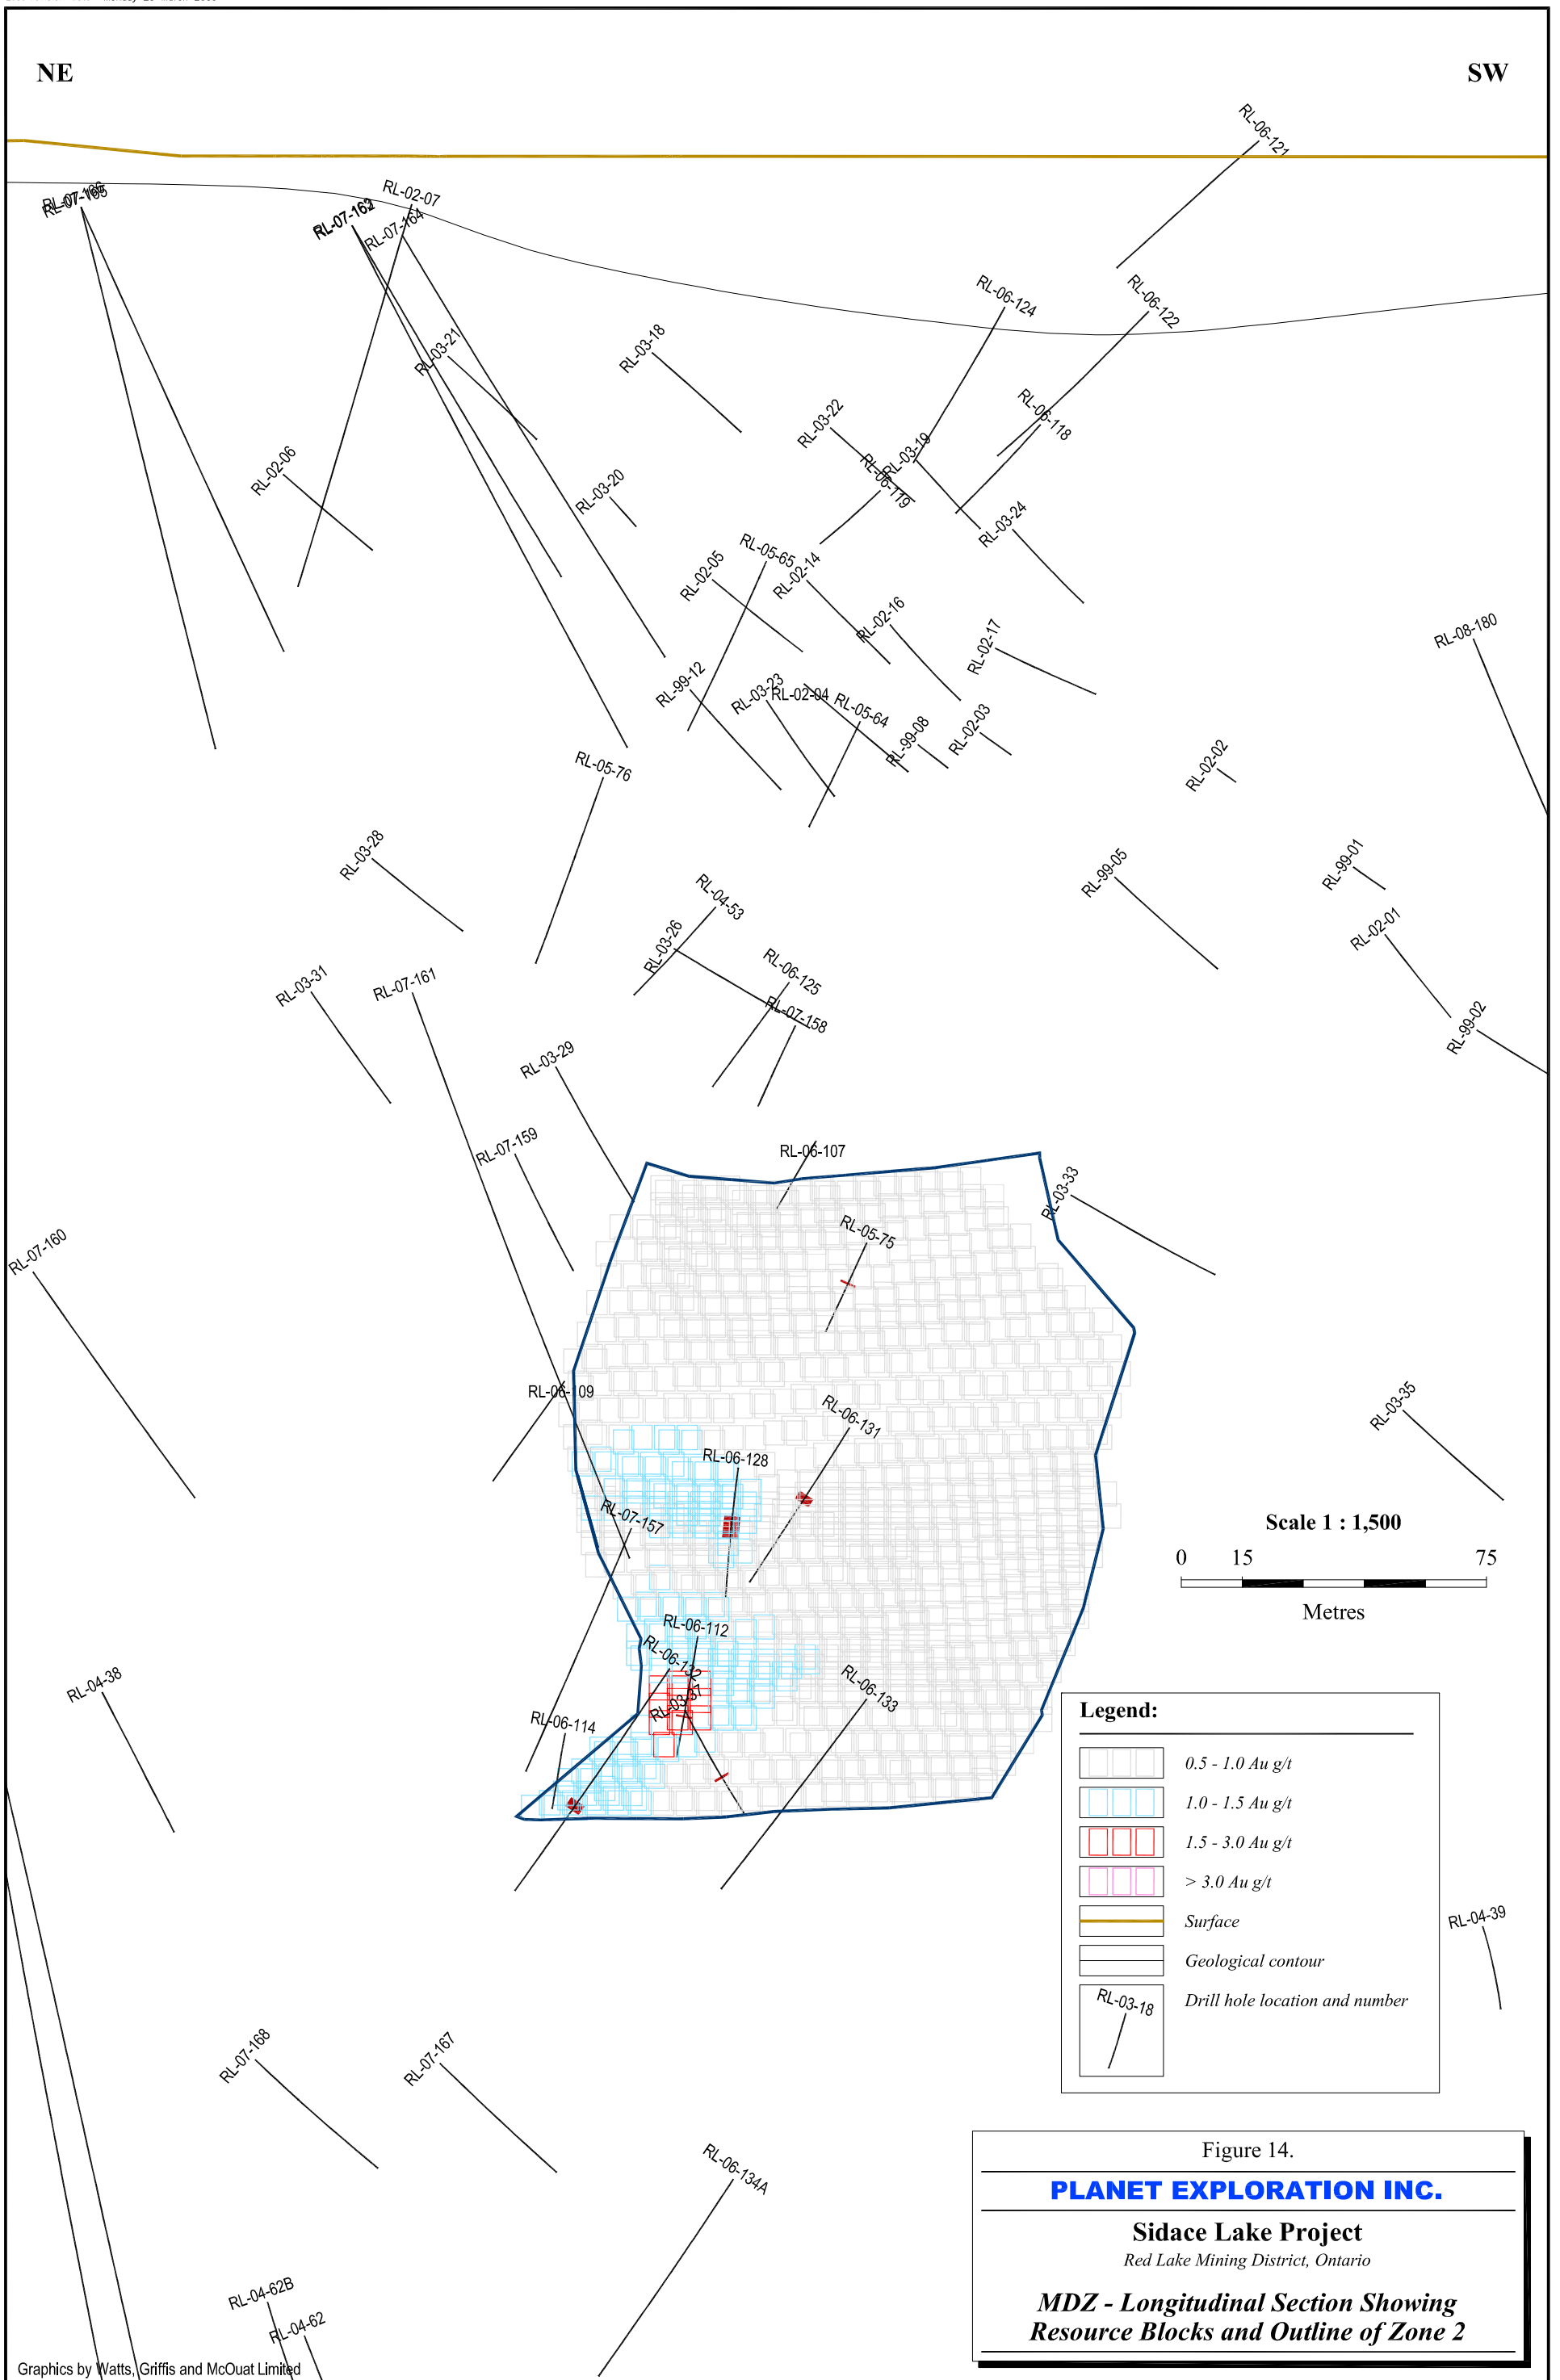 NE
SW
RL-06-121
RL-07-165
RL-02-07
RL-07-164
RL-06-124
RL-06-122
RL-03-21
RL-03-18
RL-03-22
RL-03-19
RL-06-118
RL-02-06
RL-03-20
RL-06-119
RL-03-24
RL-05-65
RL-02-05
RL-02-14
RL-02-16
RL-02-17
RL-08-180
RL-99-12
RL-03-23
RL-02-04
RL-05-64
RL-99-08
RL-02-03
RL-02-02
RL-05-76
RL-03-28
RL-99-05
RL-99-01
RL-04-53
RL-02-01
RL-03-26
RL-03-31
RL-07-161
RL-06-125
RL-07-158
RL-99-02
RL-03-29
RL-07-159
RL-06-107
RL-03-33
RL-07-160
RL-05-75
RL-06-109
RL-06-131
RL-03-35
RL-06-128
RL-07-157
Scale 1 : 1,500
0 15 75
Metres
RL-06-112
RL-06-132
RL-03-37
RL-06-133
RL-04-38
RL-06-114
Legend:
0.5 - 1.0 Au g/t
1.0 - 1.5 Au g/t
1.5 - 3.0 Au g/t
> 3.0 Au g/t
Surface
Geological contour
RL-03-18
Drill hole location and number
RL-04-39
RL-07-168
RL-07-167
RL-06-134A
RL-04-62B
RL-04-62
Figure 14.
PLANET EXPLORATION INC.
Sidace Lake Project
Red Lake Mining District, Ontario
MDZ - Longitudinal Section Showing
Resource Blocks and Outline of Zone 2
Graphics by Watts, Griffis and McOuat Limited